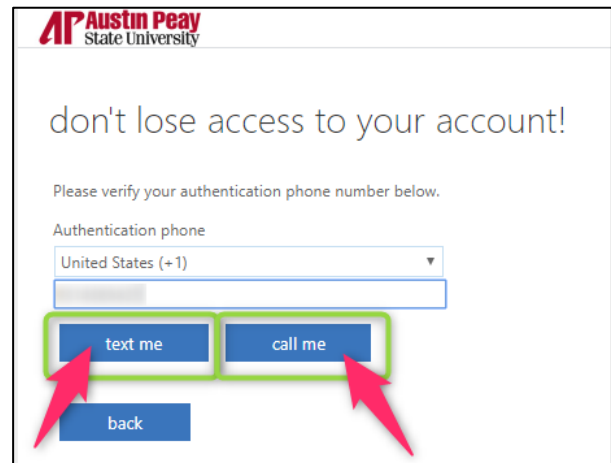 AP Austin Peay
State University
don't lose access to your account!
Please verify your authentication phone number below.
Authentication phone
United States (+1)
text me
call me
back